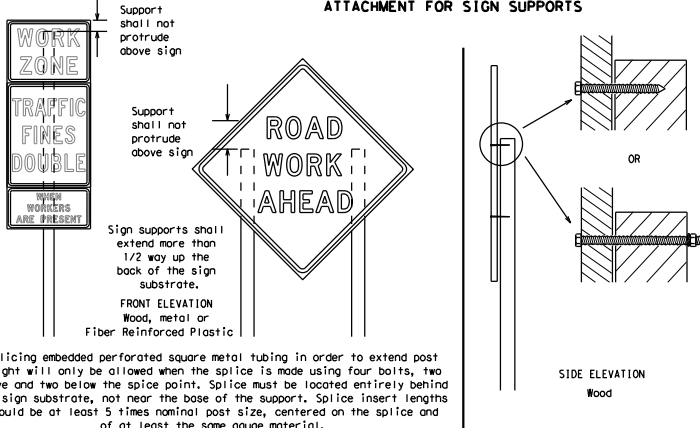 ATTACHMENT FOR SIGN SUPPORTS
Support
shall not
protrude
above sign
WORK
ZONE
TRAFFIC
FINES
DOUBLE
WHEN
WORKERS
ARE PRESENT
Support
shall not
protrude
above sign
ROAD
WORK
AHEAD
Sign supports shall
extend more than
1/2 way up the
back of the sign
substrate.
FRONT ELEVATION
Wood, metal or
Fiber Reinforced Plastic
OR
SIDE ELEVATION
Wood
licing embedded perforated square metal tubing in order to extend post
ght will only be allowed when the splice is made using four bolts, two
ve and two below the spice point. Splice must be located entirely behind
sign substrate, not near the base of the support. Splice insert lengths
ould be at least 5 times nominal post size, centered on the splice and
of at least the same gauge material.